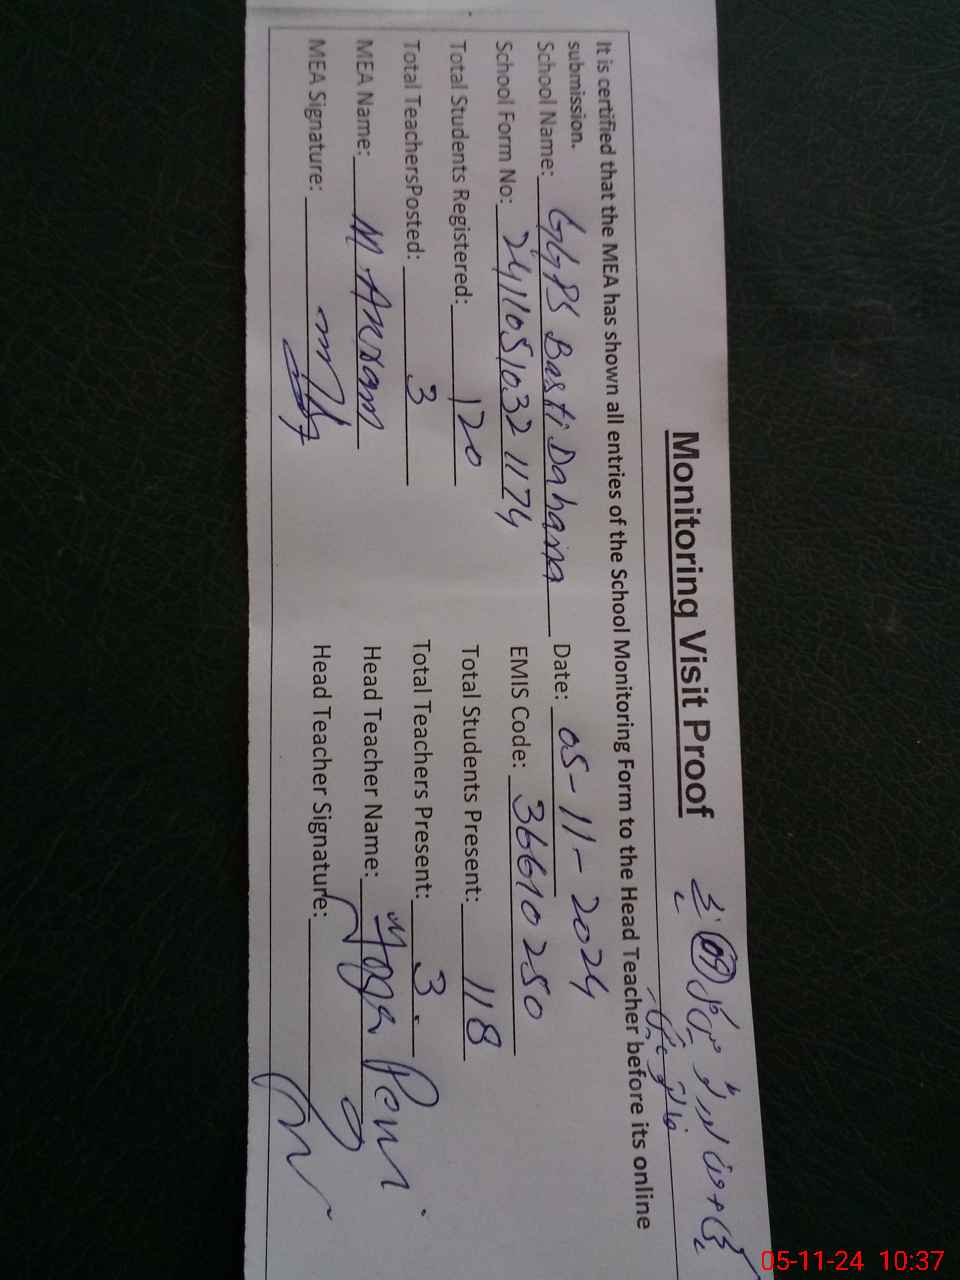 Monitoring Visit Proof
It is certified that the MEA has shown all entries of the School Monitoring Form to the Head Teacher before its online
submission.
School Name: GGPS Basti Dahana Date: 05-11-2024
School Form No: 2411051032 1174 EMIS Code: 36610250
Total Students Registered: 120 Total Students Present: 118
Total TeachersPosted: 3 Total Teachers Present: 3
MEA Name: M Akram Head Teacher Name:
MEA Signature: Head Teacher Signature:
05-11-24 10:37